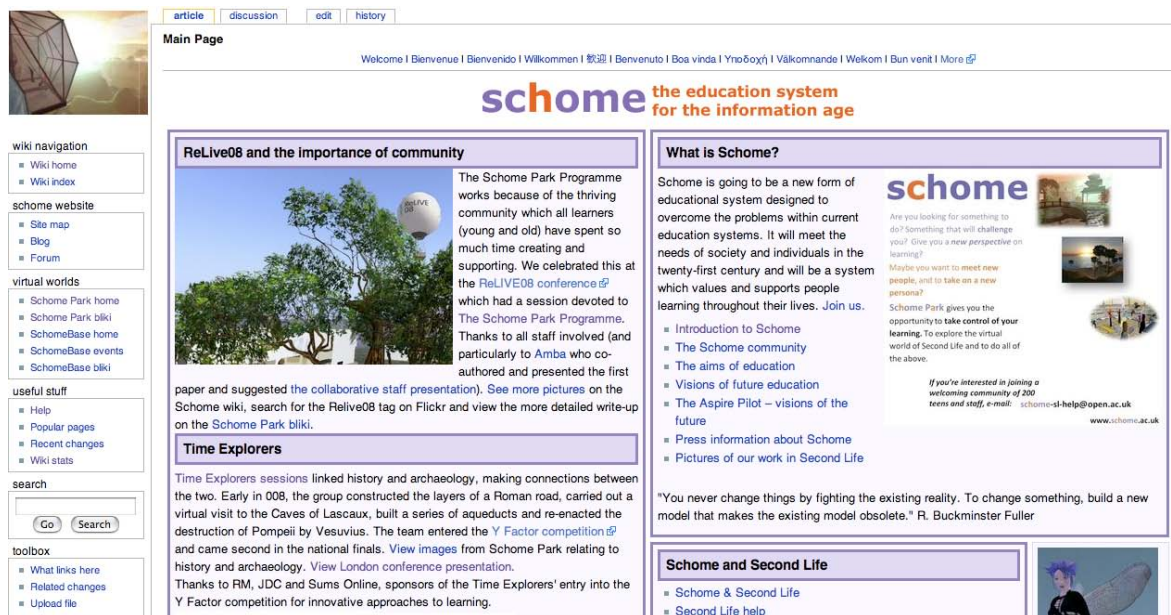 article
discussion
edit
history
Main Page
Welcome I Bienvenue I Bienvenido I Willkommen I 歓迎 I Benvenuto I Boa vinda I Υποδοχή I Välkomnande I Welkom I Bun venit I More
schome the education system
for the information age
wiki navigation
Wiki home
Wiki index
schome website
Site map
Blog
Forum
virtual worlds
Schome Park home
Schome Park bliki
SchomeBase home
SchomeBase events
SchomeBase bliki
useful stuff
Help
Popular pages
Recent changes
Wiki stats
search
Go
Search
toolbox
What links here
Related changes
Upload file
ReLive08 and the importance of community
ReLIVE
08
The Schome Park Programme
works because of the thriving
community which all learners
(young and old) have spent so
much time creating and
supporting. We celebrated this at
the ReLIVE08 conference
which had a session devoted to
The Schome Park Programme.
Thanks to all staff involved (and
particularly to Amba who co-
authored and presented the first
paper and suggested the collaborative staff presentation). See more pictures on the
Schome wiki, search for the Relive08 tag on Flickr and view the more detailed write-up
on the Schome Park bliki.
Time Explorers
Time Explorers sessions linked history and archaeology, making connections between
the two. Early in 008, the group constructed the layers of a Roman road, carried out a
virtual visit to the Caves of Lascaux, built a series of aqueducts and re-enacted the
destruction of Pompeii by Vesuvius. The team entered the Y Factor competition
and came second in the national finals. View images from Schome Park relating to
history and archaeology. View London conference presentation.
Thanks to RM, JDC and Sums Online, sponsors of the Time Explorers' entry into the
Y Factor competition for innovative approaches to learning.
What is Schome?
Schome is going to be a new form of
educational system designed to
overcome the problems within current
education systems. It will meet the
needs of society and individuals in the
twenty-first century and will be a system
which values and supports people
learning throughout their lives. Join us.
Introduction to Schome
The Schome community
The aims of education
Visions of future education
The Aspire Pilot – visions of the
future
Press information about Schome
Pictures of our work in Second Life
schome
Are you looking for something to
do? Something that will challenge
you? Give you a new perspective on
learning?
Maybe you want to meet new
people, and to take on a new
persona?
Schome Park gives you the
opportunity to take control of your
learning. To explore the virtual
world of Second Life and to do all of
the above.
If you're interested in joining a
welcoming community of 200
teens and staff, e-mail: schome-sl-help@open.ac.uk
www.schome.ac.uk
"You never change things by fighting the existing reality. To change something, build a new
model that makes the existing model obsolete." R. Buckminster Fuller
Schome and Second Life
Schome & Second Life
Second Life help